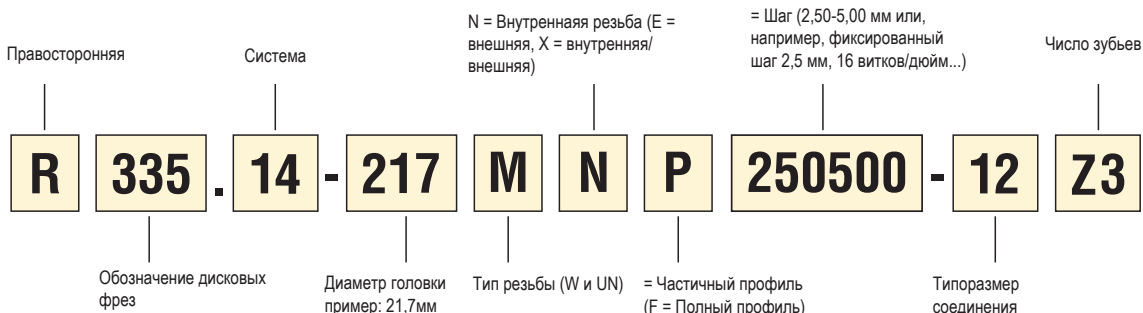 Правосторонняя
Система
N = Внутреннаяя резьба (E =
внешняя, X = внутренняя/
внешняя)
= Шаг (2,50-5,00 мм или,
например, фиксированный
шаг 2,5 мм, 16 витков/дюйм...)
Число зубьев
R 335 . 14 - 217 M N P 250500 - 12 Z3
Обозначение дисковых
фрез
Диаметр головки
пример: 21,7мм
Тип резьбы (W и UN)
= Частичный профиль
(F = Полный профиль)
Типоразмер
соединения